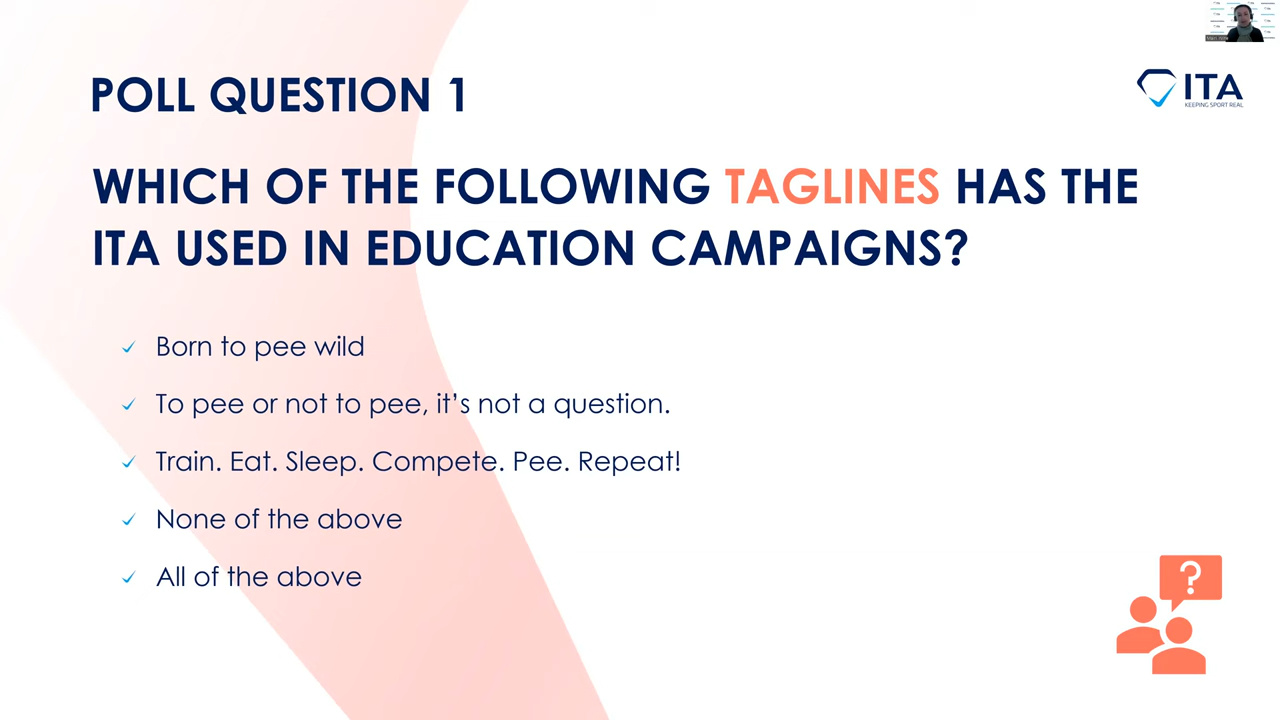 POLL QUESTION 1
ITA
KEEPING SPORT REAL
WHICH OF THE FOLLOWING TAGLINES HAS THE
ITA USED IN EDUCATION CAMPAIGNS?
Born to pee wild
To pee or not to pee, it's not a question.
Train. Eat. Sleep. Compete. Pee. Repeat!
None of the above
All of the above
?